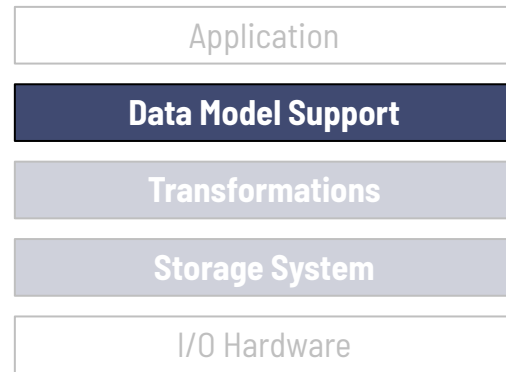 Application
Data Model Support
Transformations
Storage System
I/O Hardware